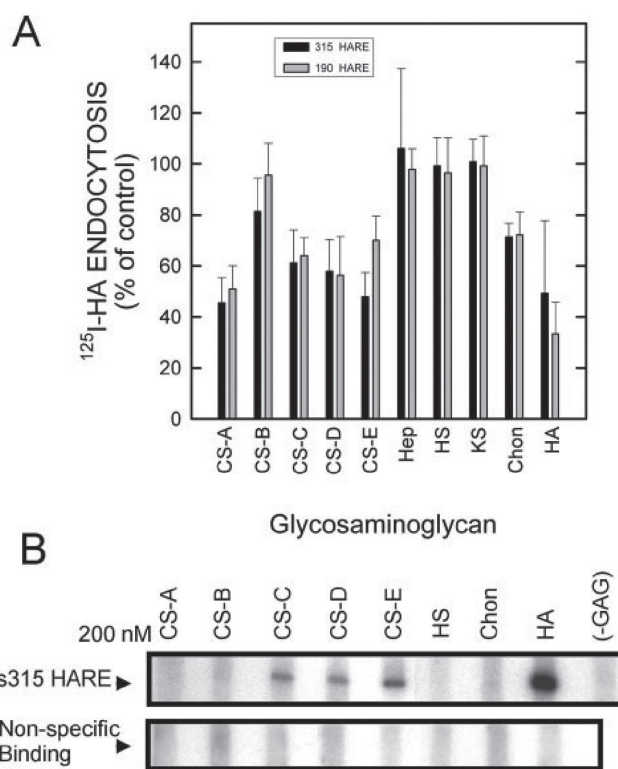 A
315 HARE
190 HARE
¹²⁵I-HA ENDOCYTOSIS
(% of control)
140
120
100
80
60
40
20
0
CS-A
CS-B
CS-C
CS-D
CS-E
Hep
HS
KS
Chon
HA
Glycosaminoglycan
B
200 nM
CS-A
CS-B
CS-C
CS-D
CS-E
HS
Chon
HA
(-GAG)
s315 HARE
Non-specific
Binding